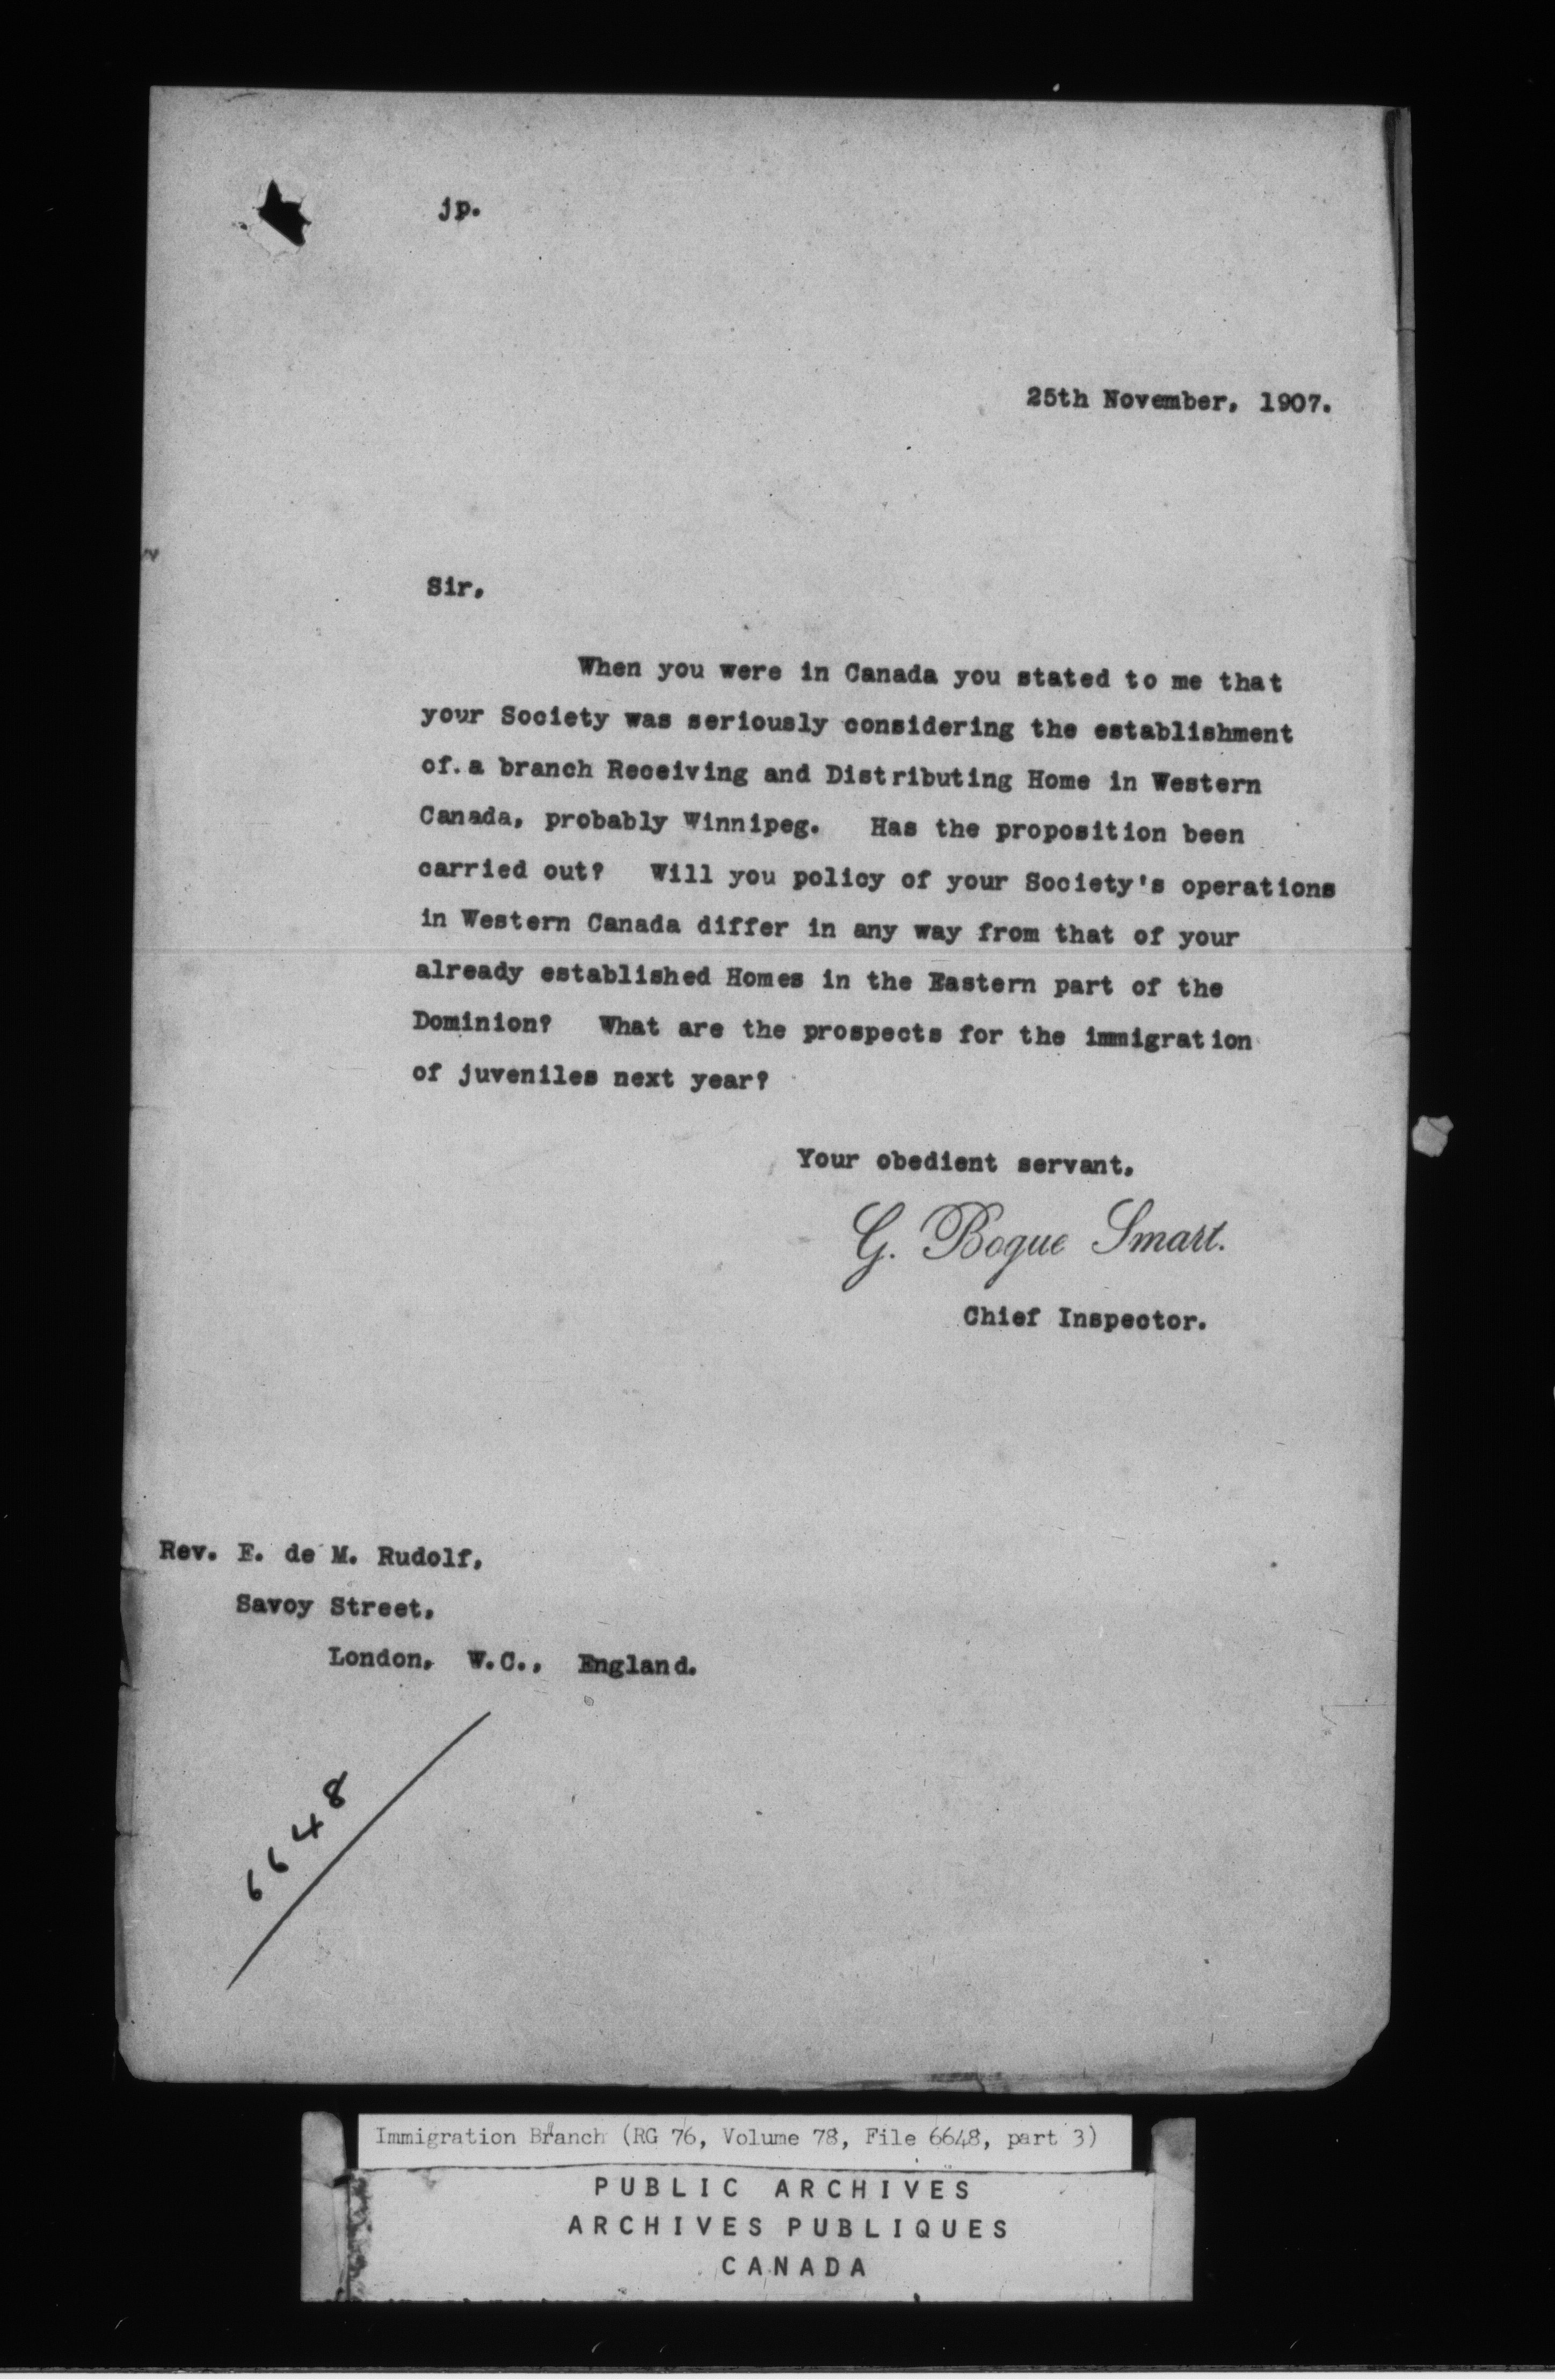 jp.
25th November, 1907.
Sir,
When you were in Canada you stated to me that
your Society was seriously considering the establishment
of a branch Receiving and Distributing Home in Western
Canada, probably Winnipeg. Has the proposition been
carried out? Will you policy of your Society's operations
in Western Canada differ in any way from that of your
already established Homes in the Eastern part of the
Dominion? What are the prospects for the immigration
of juveniles next year?
Your obedient servant,
G. Bogue Smart.
Chief Inspector.
Rev. E. de M. Rudolf,
Savoy Street,
London, W.C., England.
6648
Immigration Branch (RG 76, Volume 78, File 6648, part 3)
PUBLIC ARCHIVES
ARCHIVES PUBLIQUES
CANADA